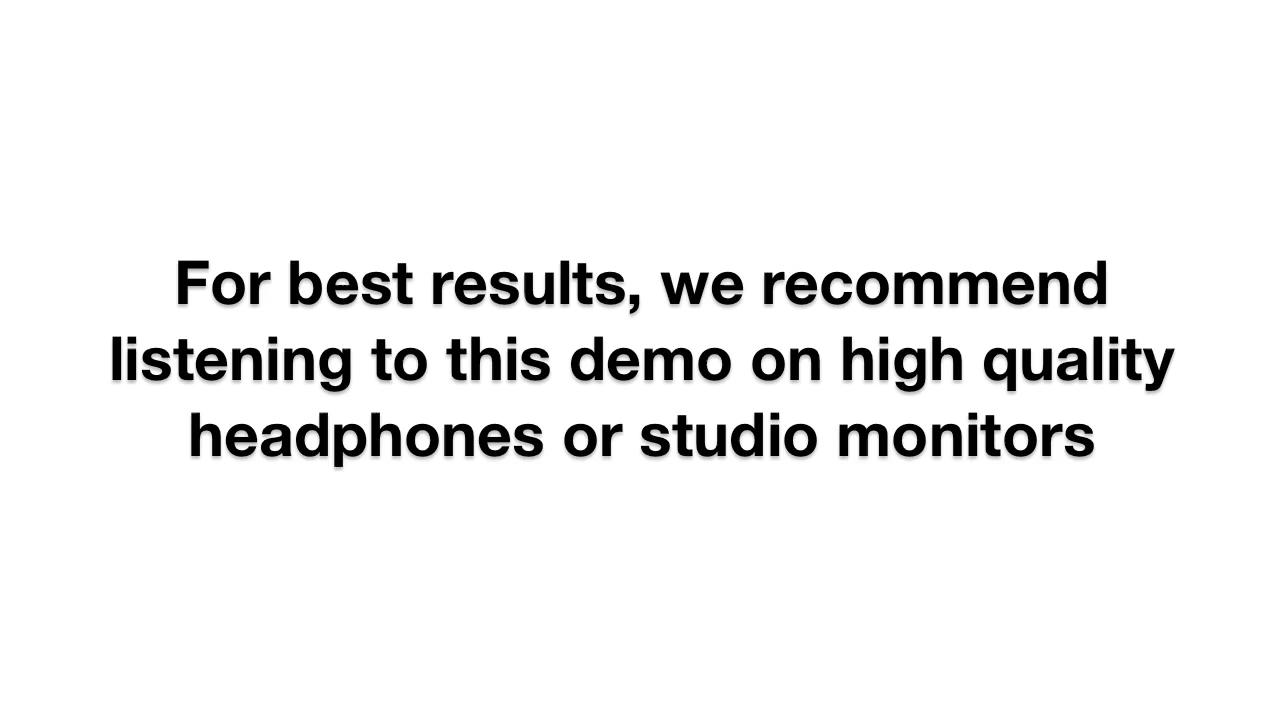 For best results, we recommend
listening to this demo on high quality
headphones or studio monitors